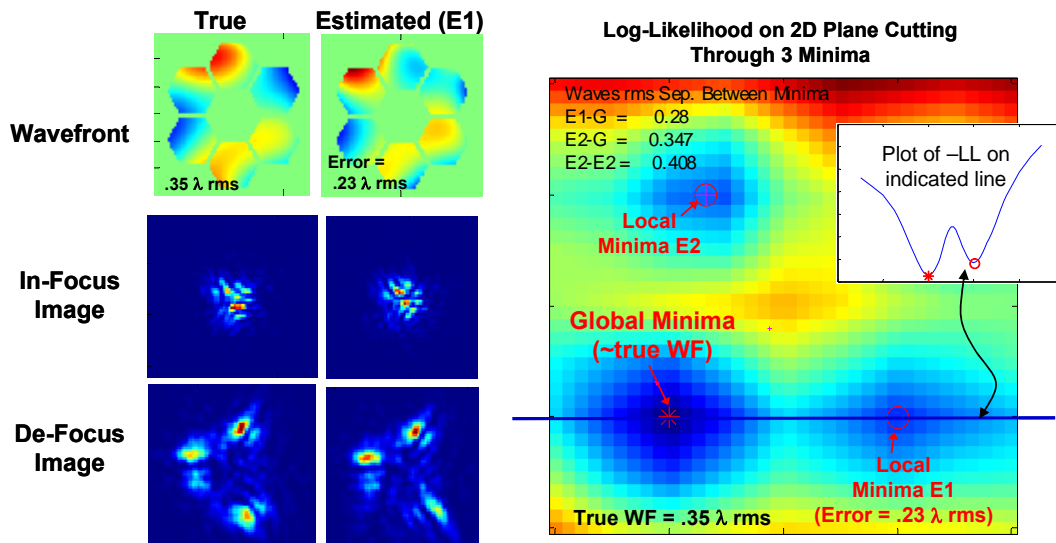 True
Estimated (E1)
Wavefront
.35 λ rms
Error =
.23 λ rms
In-Focus
Image
De-Focus
Image
Log-Likelihood on 2D Plane Cutting
Through 3 Minima
Waves rms Sep. Between Minima
E1-G = 0.28
E2-G = 0.347
E2-E2 = 0.408
Plot of –LL on
indicated line
Local
Minima E2
Global Minima
(~true WF)
Local
Minima E1
(Error = .23 λ rms)
True WF = .35 λ rms